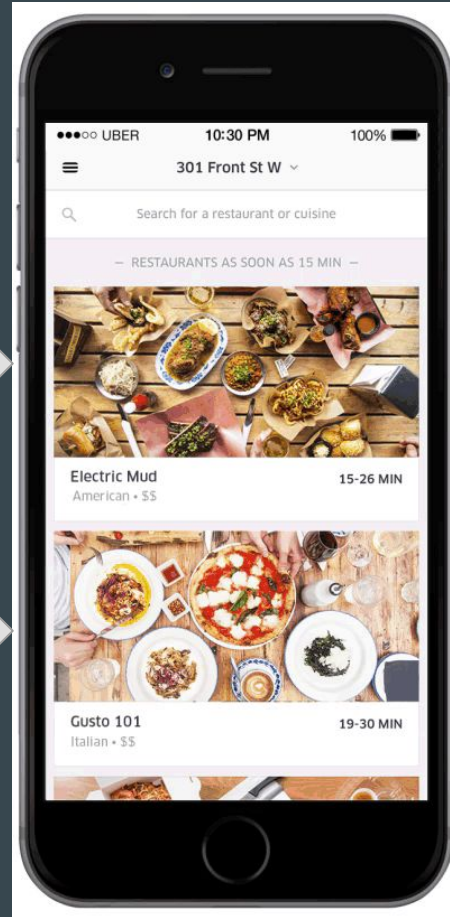 UBER 10:30 PM 100%
301 Front St W
Search for a restaurant or cuisine
– RESTAURANTS AS SOON AS 15 MIN –
Electric Mud 15-26 MIN
American • $$
Gusto 101 19-30 MIN
Italian • $$